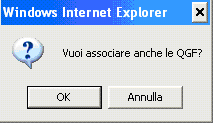 Windows Internet Explorer
Vuoi associare anche le QGF?
OK
Annulla